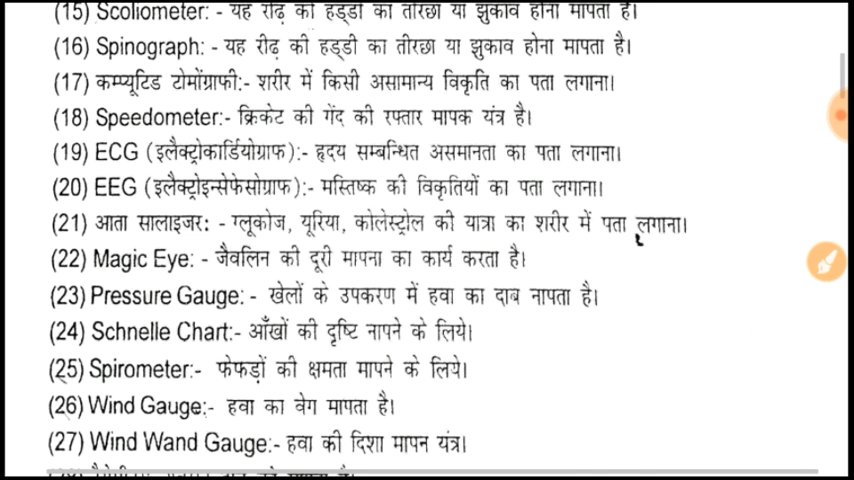 (15) Scoliometer: - यह रीढ़ की हड्डी का तीरछा या झुकाव होना मापता है।
(16) Spinograph: - यह रीढ़ की हड्डी का तीरछा या झुकाव होना मापता है।
(17) कम्प्यूटिड टोमोंग्राफी:- शरीर में किसी असामान्य विकृति का पता लगाना।
(18) Speedometer:- क्रिकेट की गेंद की रफ्तार मापक यंत्र है।
(19) ECG (इलैक्ट्रोकार्डियोग्राफ):- हृदय सम्बन्धित असमानता का पता लगाना।
(20) EEG (इलैक्ट्रोइन्सेफेसोग्राफ):- मस्तिष्क की विकृतियों का पता लगाना।
(21) आता सालाइजर: - ग्लूकोज, यूरिया, कोलेस्ट्रोल की यात्रा का शरीर में पता लगाना।
(22) Magic Eye: - जैवलिन की दूरी मापना का कार्य करता है।
(23) Pressure Gauge: - खेलों के उपकरण में हवा का दाब नापता है।
(24) Schnelle Chart:- आँखों की दृष्टि नापने के लिये।
(25) Spirometer:- फेफड़ों की क्षमता मापने के लिये।
(26) Wind Gauge:- हवा का वेग मापता है।
(27) Wind Wand Gauge:- हवा की दिशा मापन यंत्र।